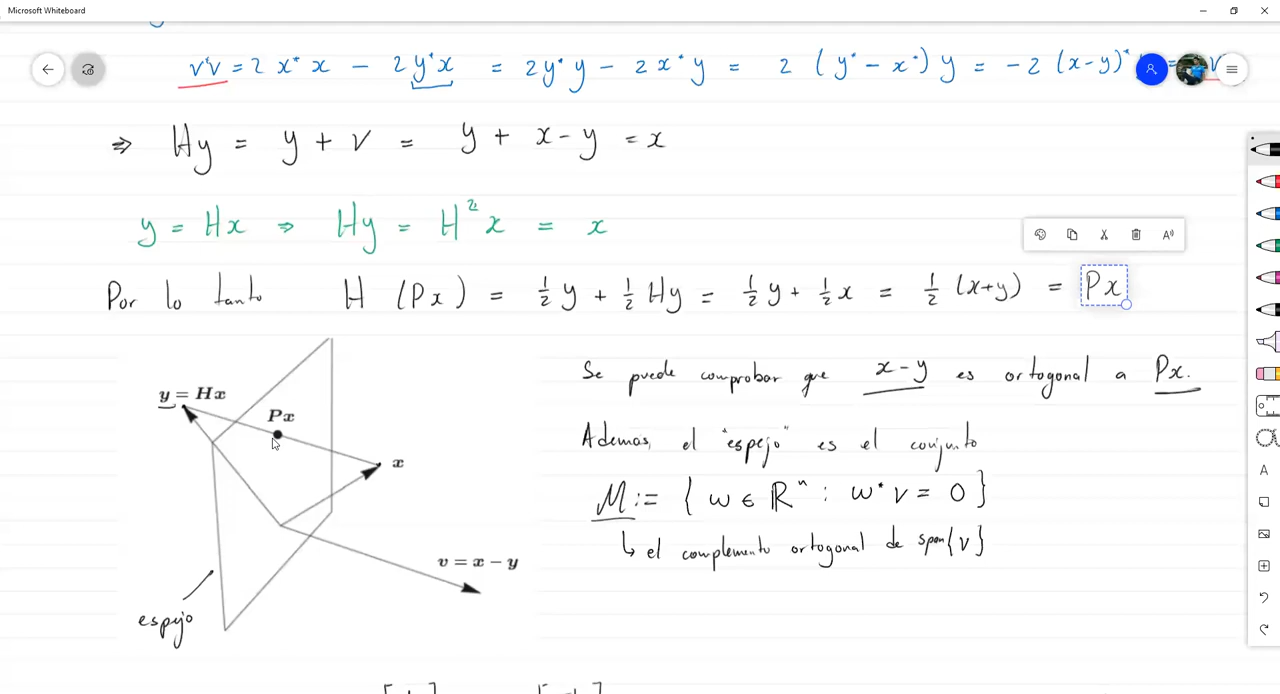 Microsoft Whiteboard
v*v = 2 x* x - 2 y* x = 2 y* y - 2 x* y = 2 (y* - x*) y = -2 (x-y)*
⇒ Hy = y + v = y + x - y = x
y = Hx ⇒ Hy = H² x = x
Por lo tanto H (Px) = ½ y + ½ Hy = ½ y + ½ x = ½ (x+y) = Px
y = Hx
Px
x
v = x - y
espejo
Se puede comprobar que x-y es ortogonal a Px.
Ademas, el "espejo" es el conjunto
M := { w ∈ ℝⁿ : w* v = 0 }
↳ el complemento ortogonal de span{v}